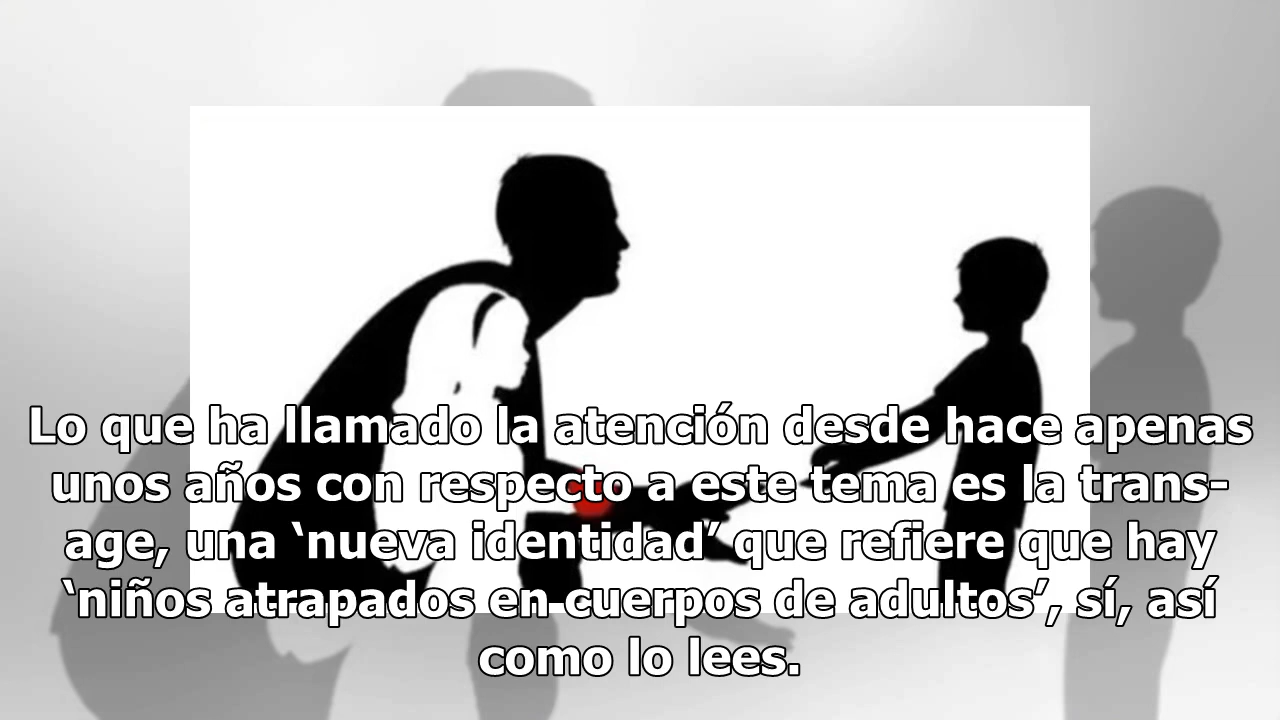 Lo que ha llamado la atención desde hace apenas
unos años con respecto a este tema es la trans-
age, una ‘nueva identidad’ que refiere que hay
‘niños atrapados en cuerpos de adultos’, sí, así
como lo lees.